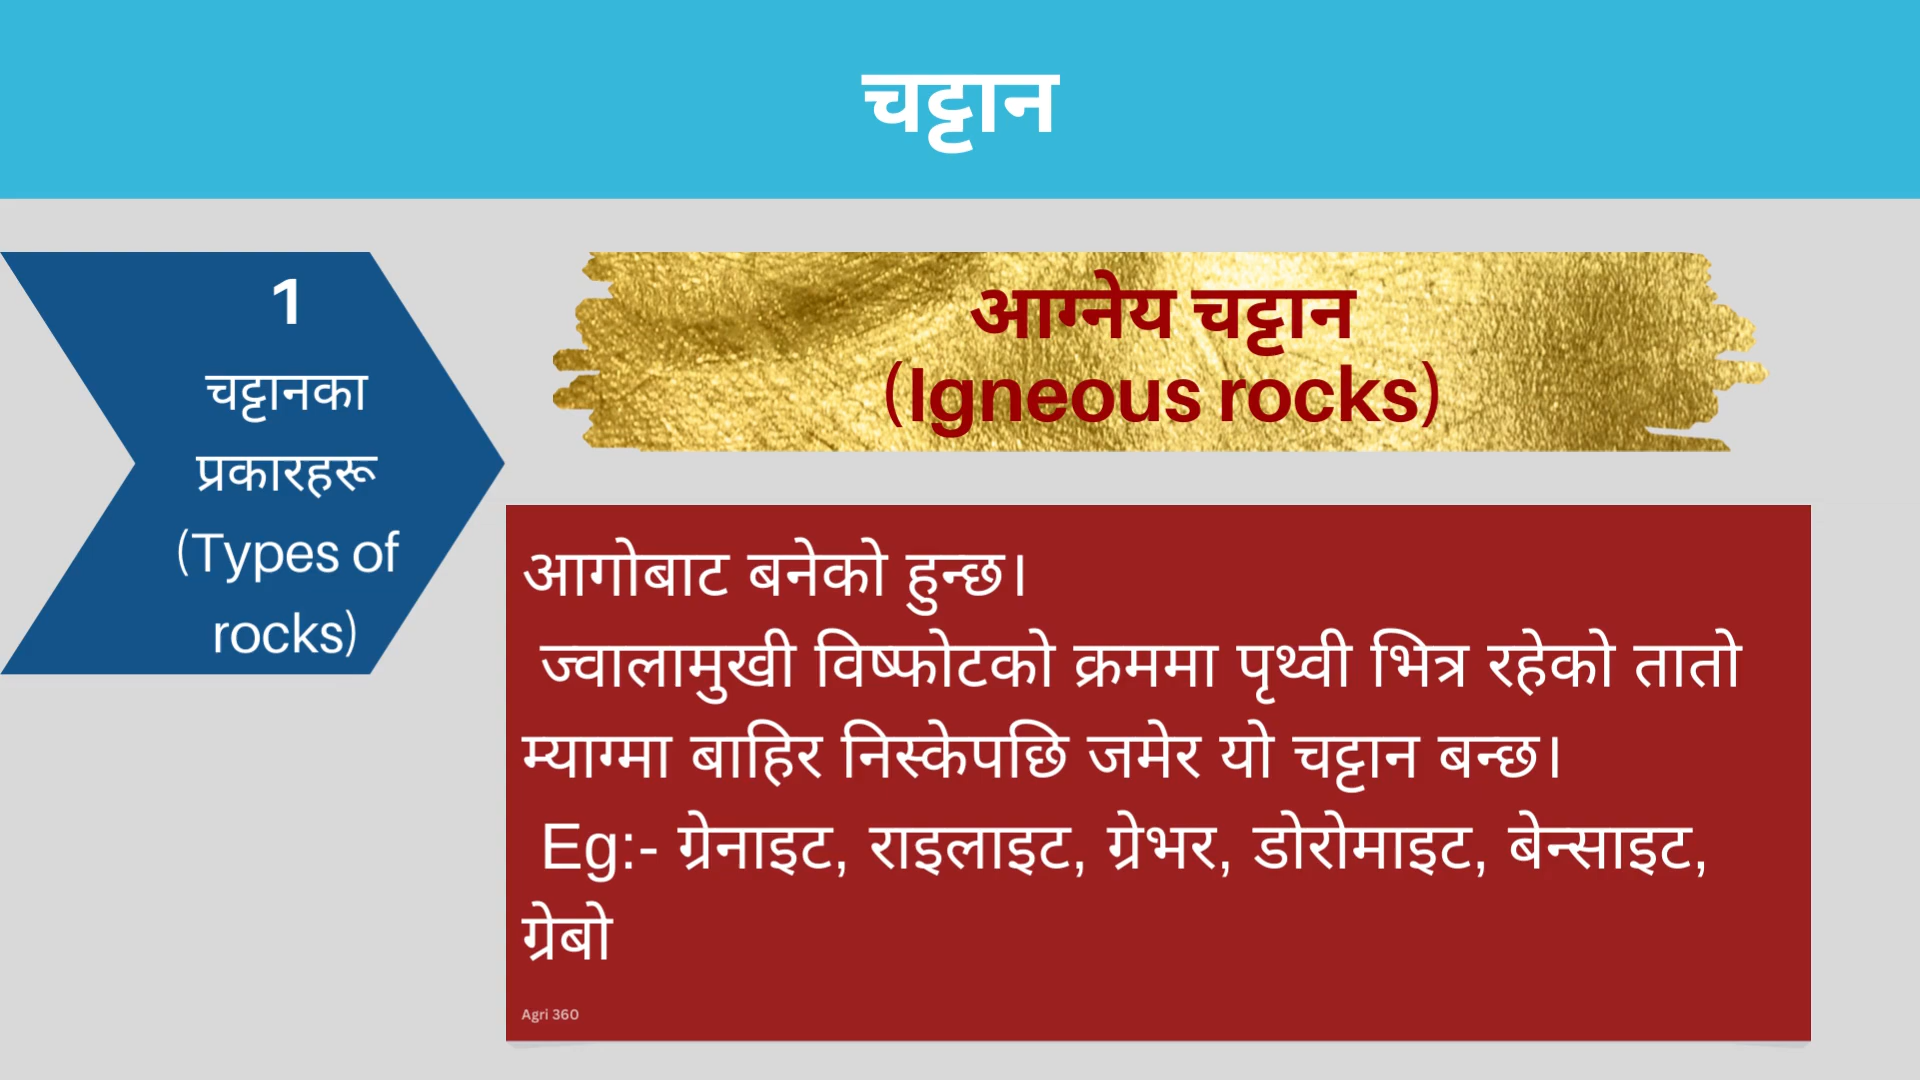 चट्टान
1
चट्टानका
प्रकारहरू
(Types of
rocks)
आग्नेय चट्टान
(Igneous rocks)
आगोबाट बनेको हुन्छ।
ज्वालामुखी विष्फोटको क्रममा पृथ्वी भित्र रहेको तातो
म्याग्मा बाहिर निस्केपछि जमेर यो चट्टान बन्छ।
Eg:- ग्रेनाइट, राइलाइट, ग्रेभर, डोरोमाइट, बेन्साइट,
ग्रेबो
Agri 360